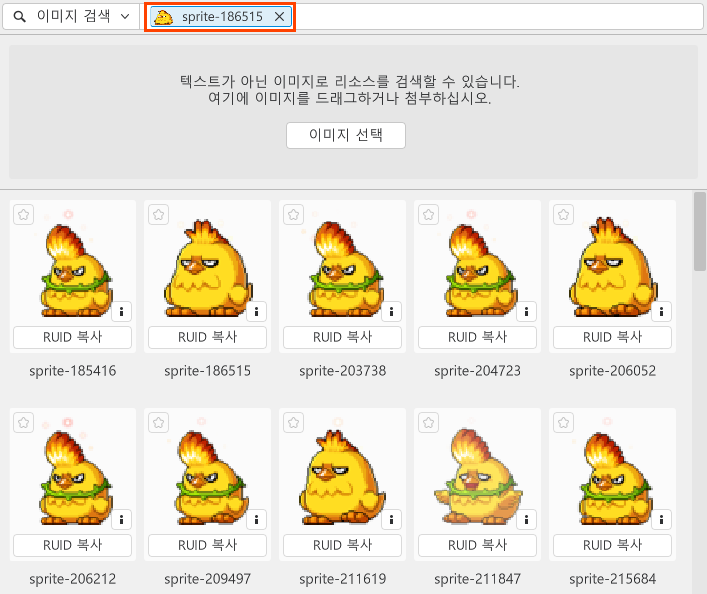 이미지 검색
sprite-186515
텍스트가 아닌 이미지로 리소스를 검색할 수 있습니다.
여기에 이미지를 드래그하거나 첨부하십시오.
이미지 선택
RUID 복사
RUID 복사
RUID 복사
RUID 복사
RUID 복사
sprite-185416
sprite-186515
sprite-203738
sprite-204723
sprite-206052
RUID 복사
RUID 복사
RUID 복사
RUID 복사
RUID 복사
sprite-206212
sprite-209497
sprite-211619
sprite-211847
sprite-215684